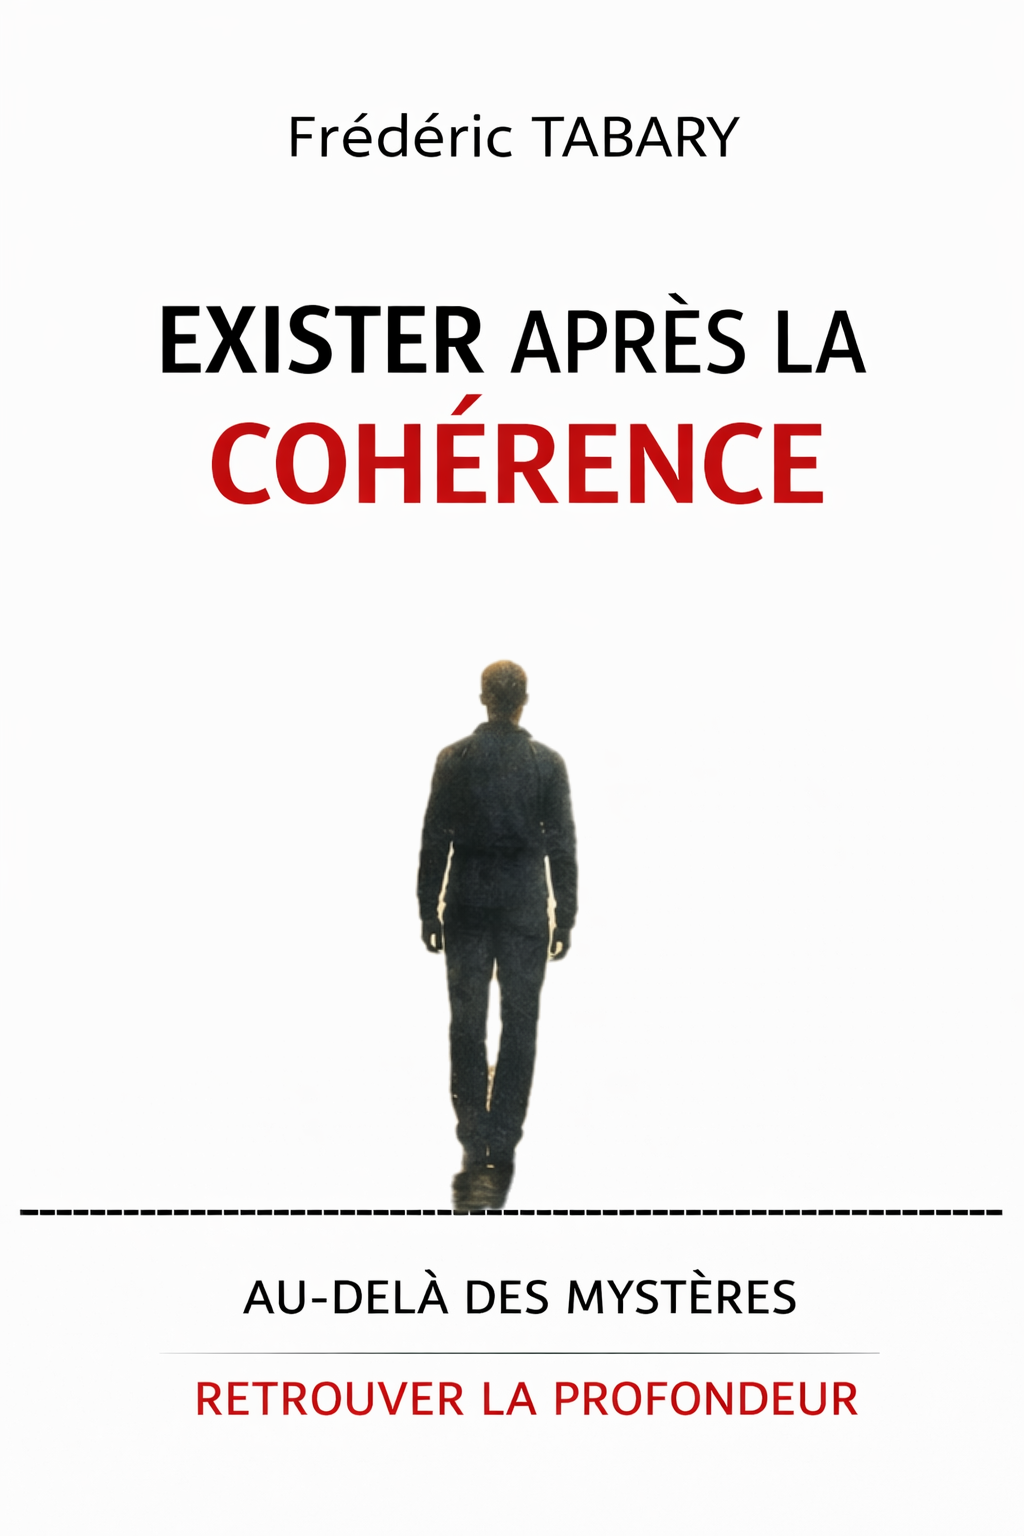 Frédéric TABARY
EXISTER APRÈS LA
COHÉRENCE
AU-DELÀ DES MYSTÈRES
RETROUVER LA PROFONDEUR